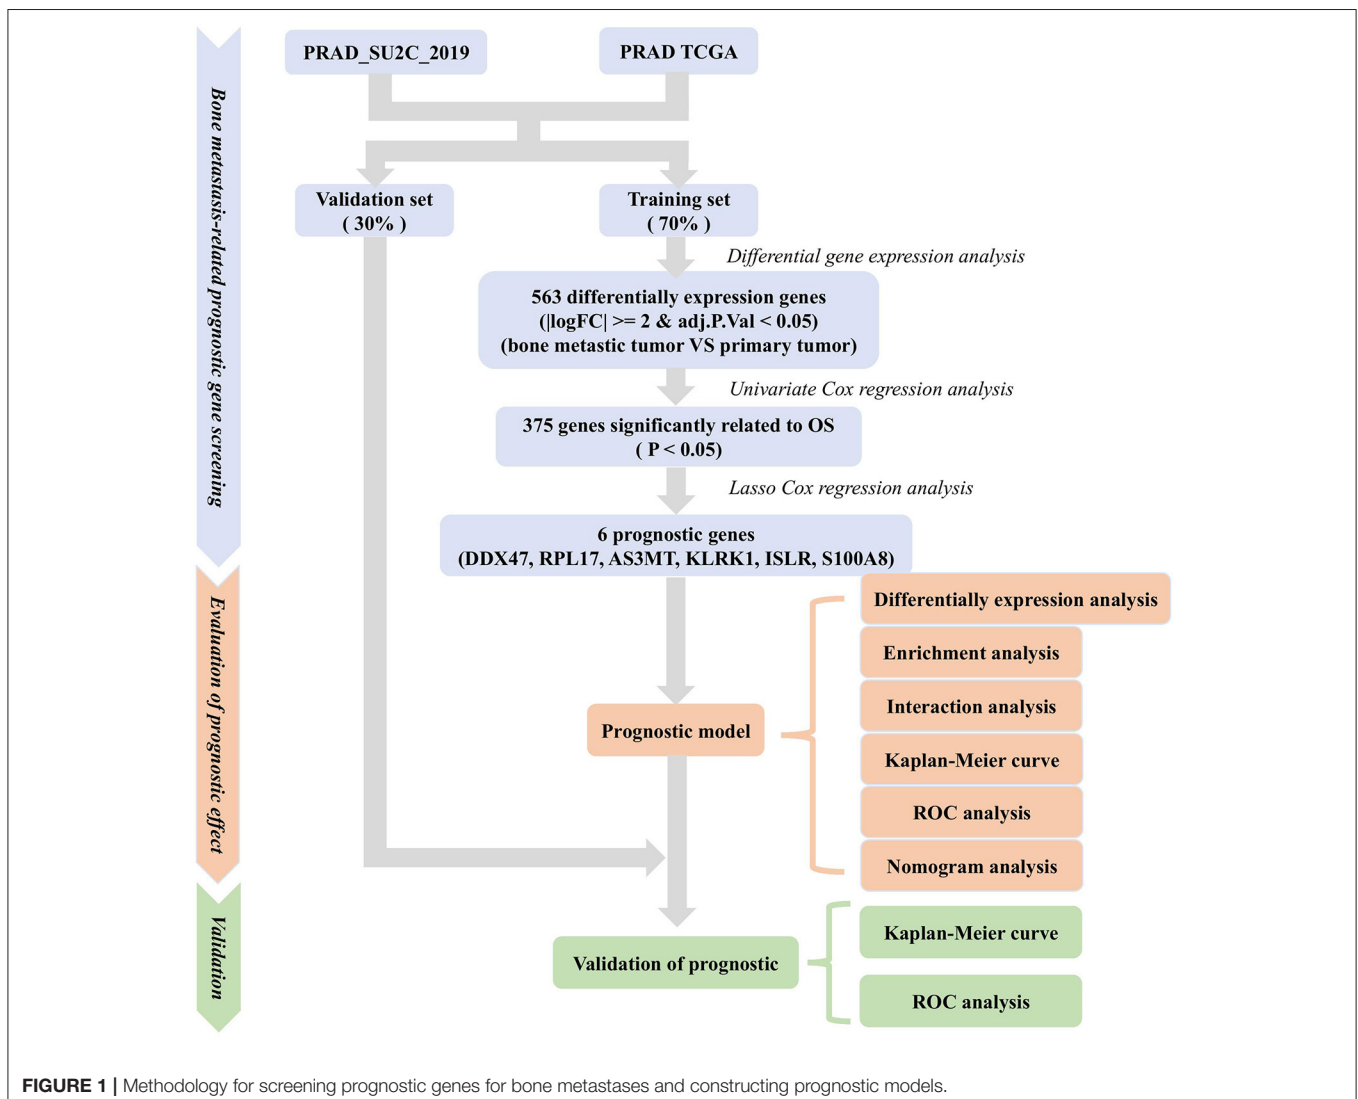 Bone metastasis-related prognostic gene screening
Evaluation of prognostic effect
Validation
PRAD_SU2C_2019
PRAD TCGA
Validation set
( 30% )
Training set
( 70% )
Differential gene expression analysis
563 differentially expression genes
(|logFC| >= 2 & adj.P.Val < 0.05)
(bone metastic tumor VS primary tumor)
Univariate Cox regression analysis
375 genes significantly related to OS
( P < 0.05)
Lasso Cox regression analysis
6 prognostic genes
(DDX47, RPL17, AS3MT, KLRK1, ISLR, S100A8)
Prognostic model
Differentially expression analysis
Enrichment analysis
Interaction analysis
Kaplan-Meier curve
ROC analysis
Nomogram analysis
Validation of prognostic
Kaplan-Meier curve
ROC analysis
FIGURE 1 | Methodology for screening prognostic genes for bone metastases and constructing prognostic models.